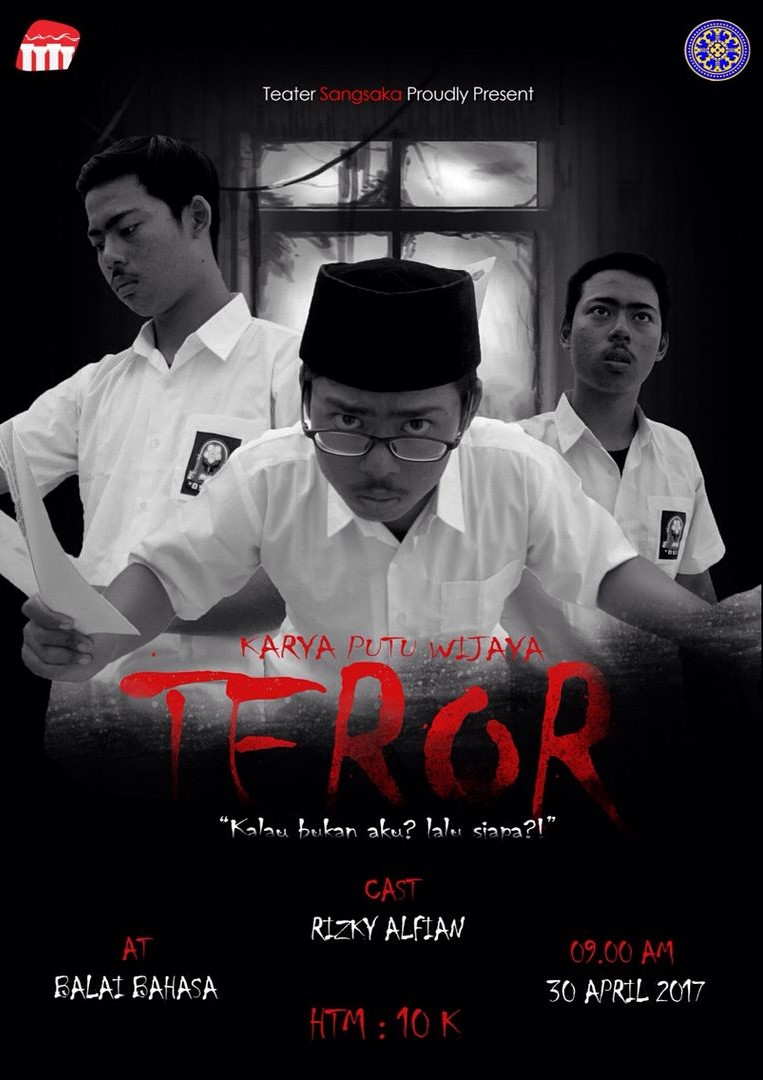 Teater Sangsaka Proudly Present
KARYA PUTU WIJAYA
TEROR
“Kalau bukan aku? lalu siapa?!”
CAST
RIZKY ALFIAN
AT
BALAI BAHASA
09.00 AM
30 APRIL 2017
HTM : 10 K